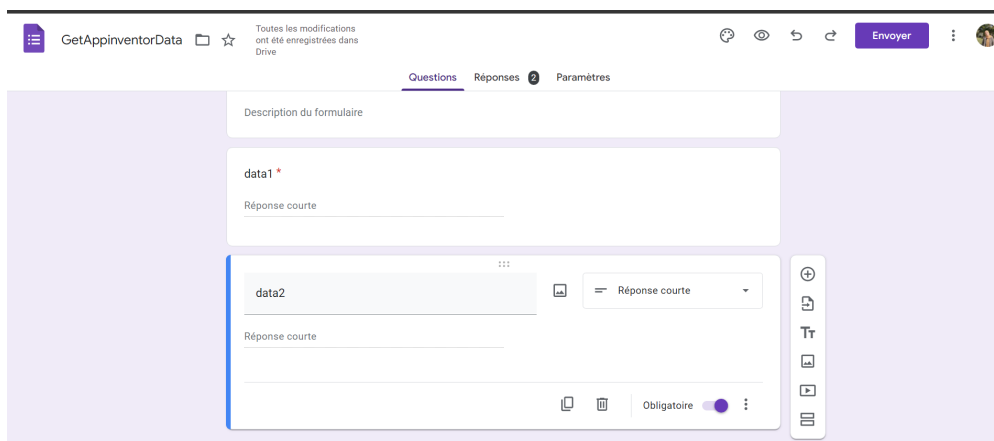 GetAppinventorData
Toutes les modifications
ont été enregistrées dans
Drive
Envoyer
Questions Réponses 2 Paramètres
Description du formulaire
data1 *
Réponse courte
data2
Réponse courte
Réponse courte
Tт
Obligatoire